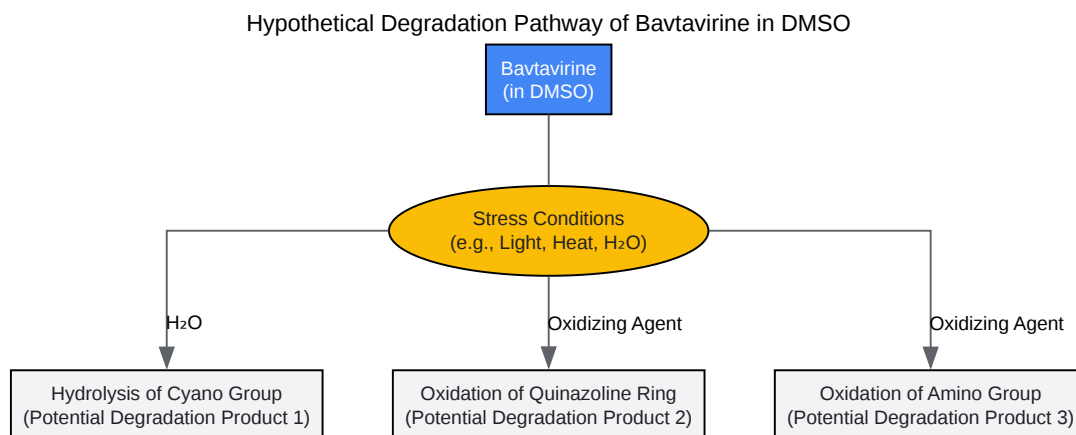 Hypothetical Degradation Pathway of Bavtavirine in DMSO
Bavtavirine
(in DMSO)
Stress Conditions
(e.g., Light, Heat, H₂O)
H₂O
Oxidizing Agent
Oxidizing Agent
Hydrolysis of Cyano Group
(Potential Degradation Product 1)
Oxidation of Quinazoline Ring
(Potential Degradation Product 2)
Oxidation of Amino Group
(Potential Degradation Product 3)